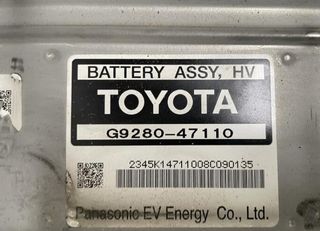 BATTERY ASSY, HV
TOYOTA
G9280-47110
2345K14711008C090135
Panasonic EV Energy Co., Ltd.